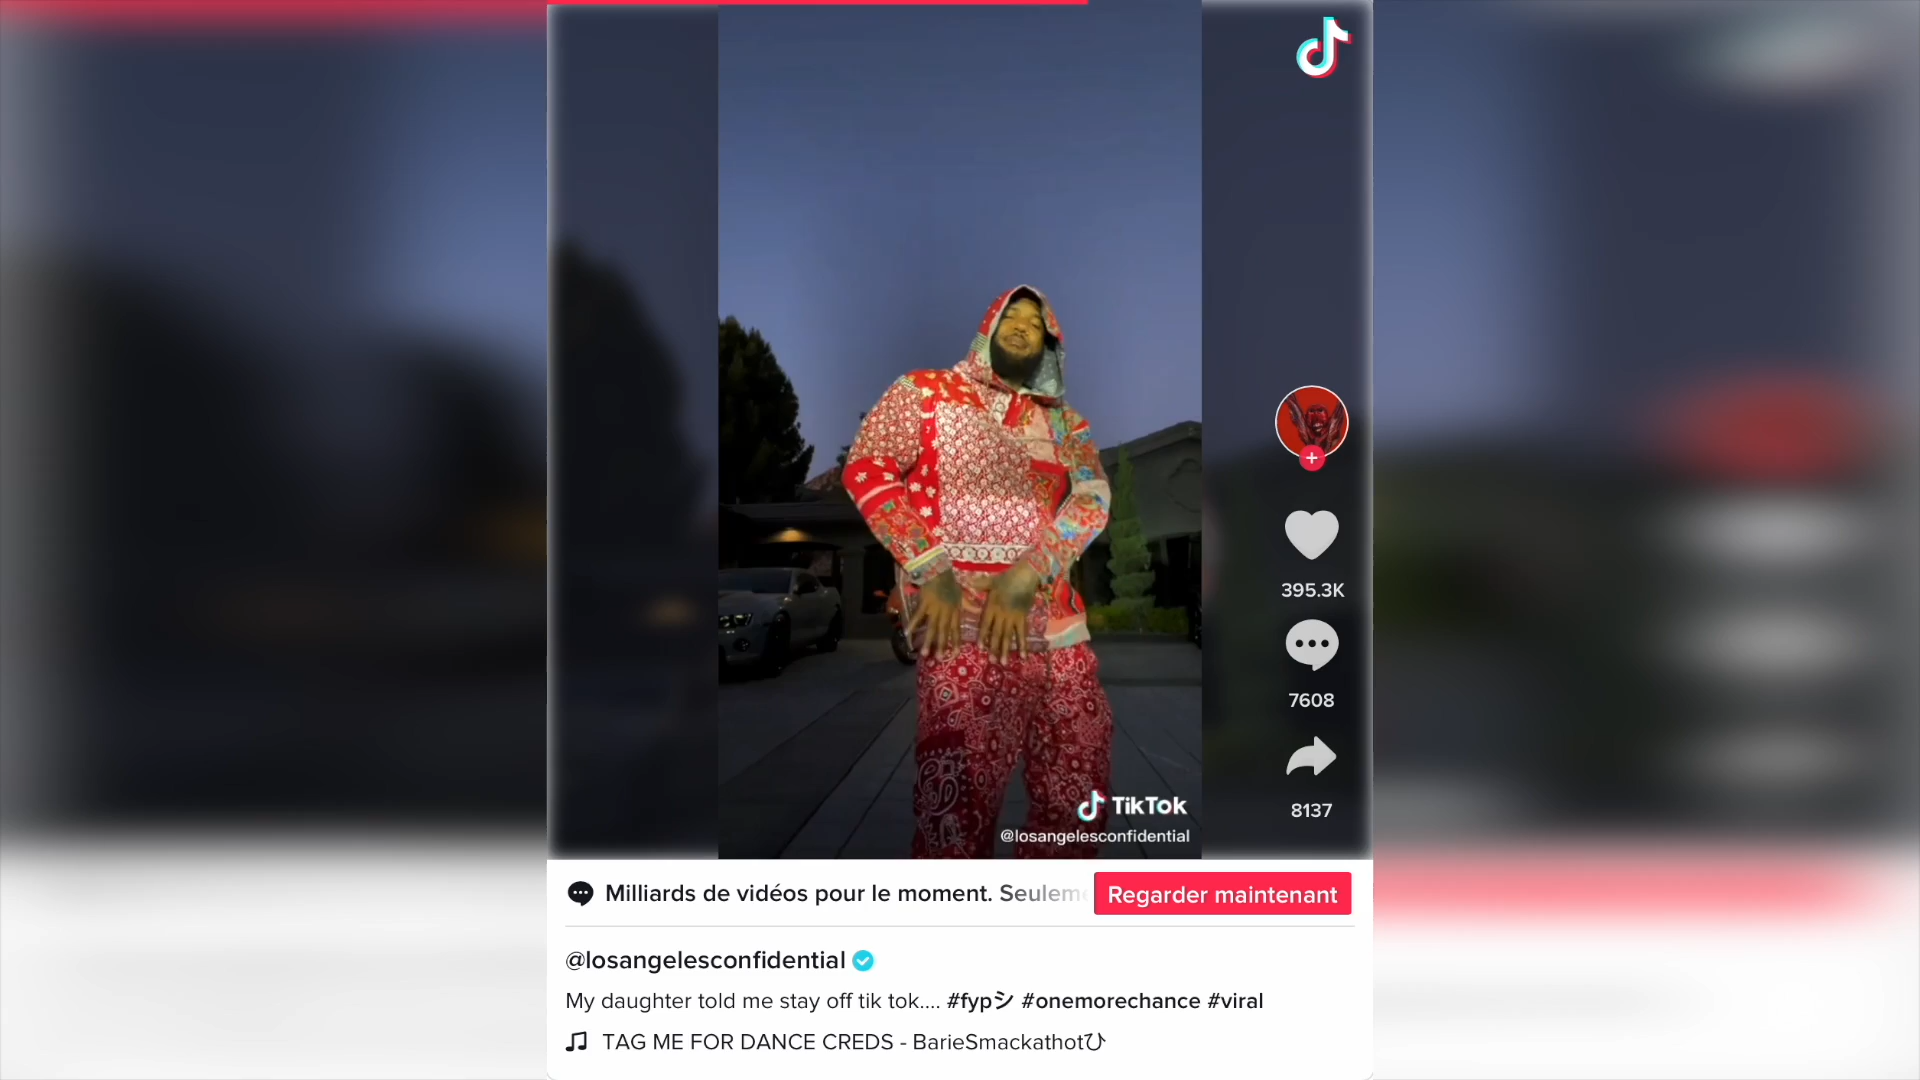 395.3K
7608
8137
TikTok
@losangelesconfidential
Milliards de vidéos pour le moment. Seulem
Regarder maintenant
@losangelesconfidential
My daughter told me stay off tik tok.... #fypシ #onemorechance #viral
TAG ME FOR DANCE CREDS - BarieSmackathotひ